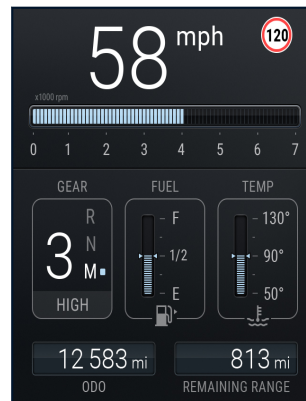 58 mph
120
x1000 rpm
0 1 2 3 4 5 6 7
GEAR FUEL TEMP
R
N
M
3
HIGH
F
1/2
E
130°
90°
50°
12 583 mi
813 mi
ODO
REMAINING RANGE